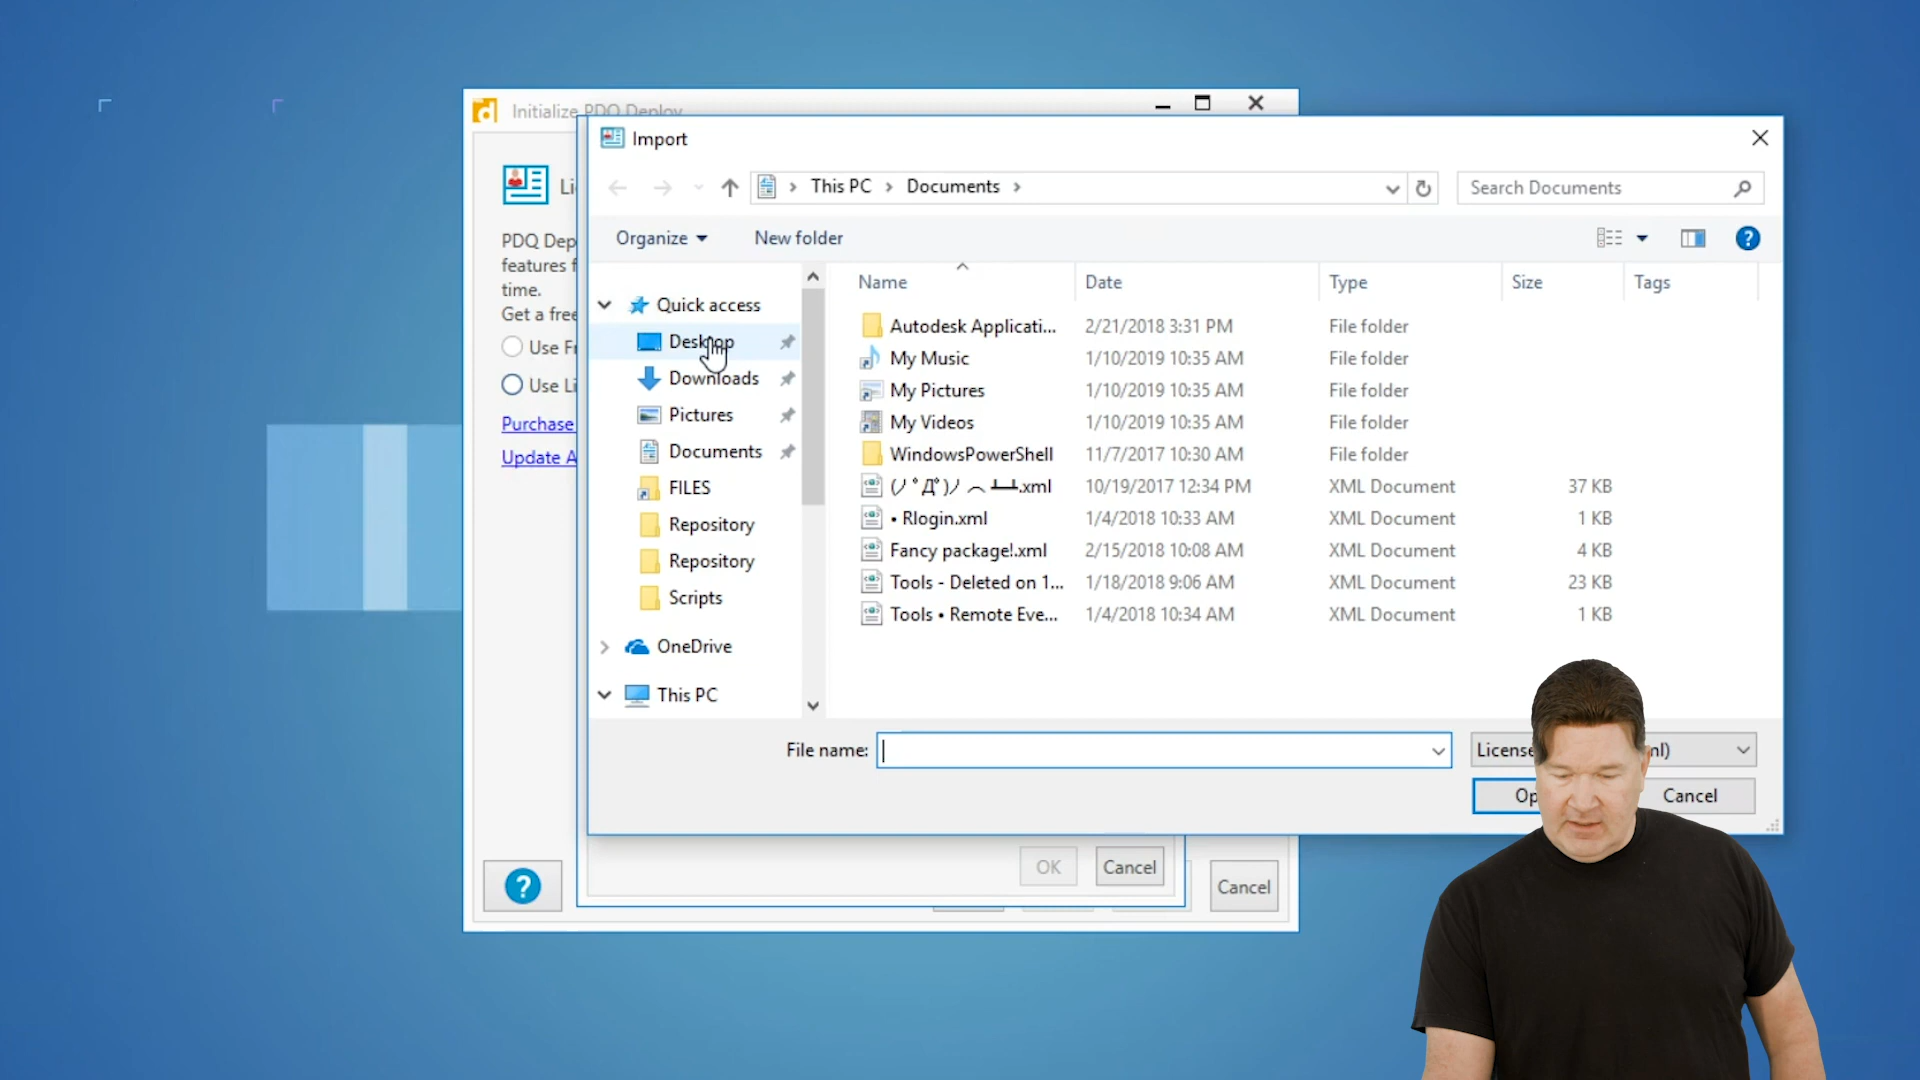 Initialize PDQ Deploy
Import
This PC > Documents >
Search Documents
Organize
New folder
Name
Date
Type
Size
Tags
Quick access
Desktop
Downloads
Pictures
Documents
FILES
Repository
Repository
Scripts
OneDrive
This PC
Autodesk Applicati... 2/21/2018 3:31 PM File folder
My Music 1/10/2019 10:35 AM File folder
My Pictures 1/10/2019 10:35 AM File folder
My Videos 1/10/2019 10:35 AM File folder
WindowsPowerShell 11/7/2017 10:30 AM File folder
(ノ ゚Д゚)ノ ︵ ┻━┻.xml 10/19/2017 12:34 PM XML Document 37 KB
• Rlogin.xml 1/4/2018 10:33 AM XML Document 1 KB
Fancy package!.xml 2/15/2018 10:08 AM XML Document 4 KB
Tools - Deleted on 1... 1/18/2018 9:06 AM XML Document 23 KB
Tools • Remote Eve... 1/4/2018 10:34 AM XML Document 1 KB
File name:
License
Cancel
PDQ Dep
features
time.
Get a free
Use
Use
Purchase
Update
OK
Cancel
Cancel